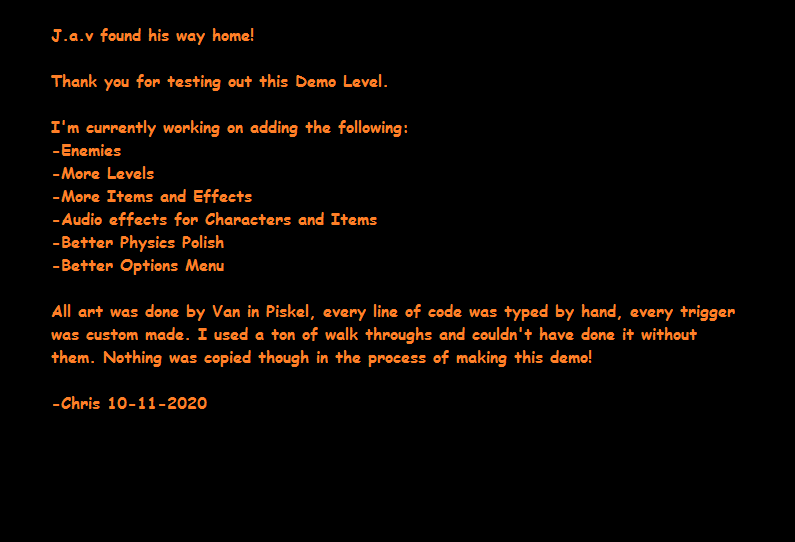 J.a.v found his way home!
Thank you for testing out this Demo Level.
I'm currently working on adding the following:
-Enemies
-More Levels
-More Items and Effects
-Audio effects for Characters and Items
-Better Physics Polish
-Better Options Menu
All art was done by Van in Piskel, every line of code was typed by hand, every trigger
was custom made. I used a ton of walk throughs and couldn't have done it without
them. Nothing was copied though in the process of making this demo!
-Chris 10-11-2020